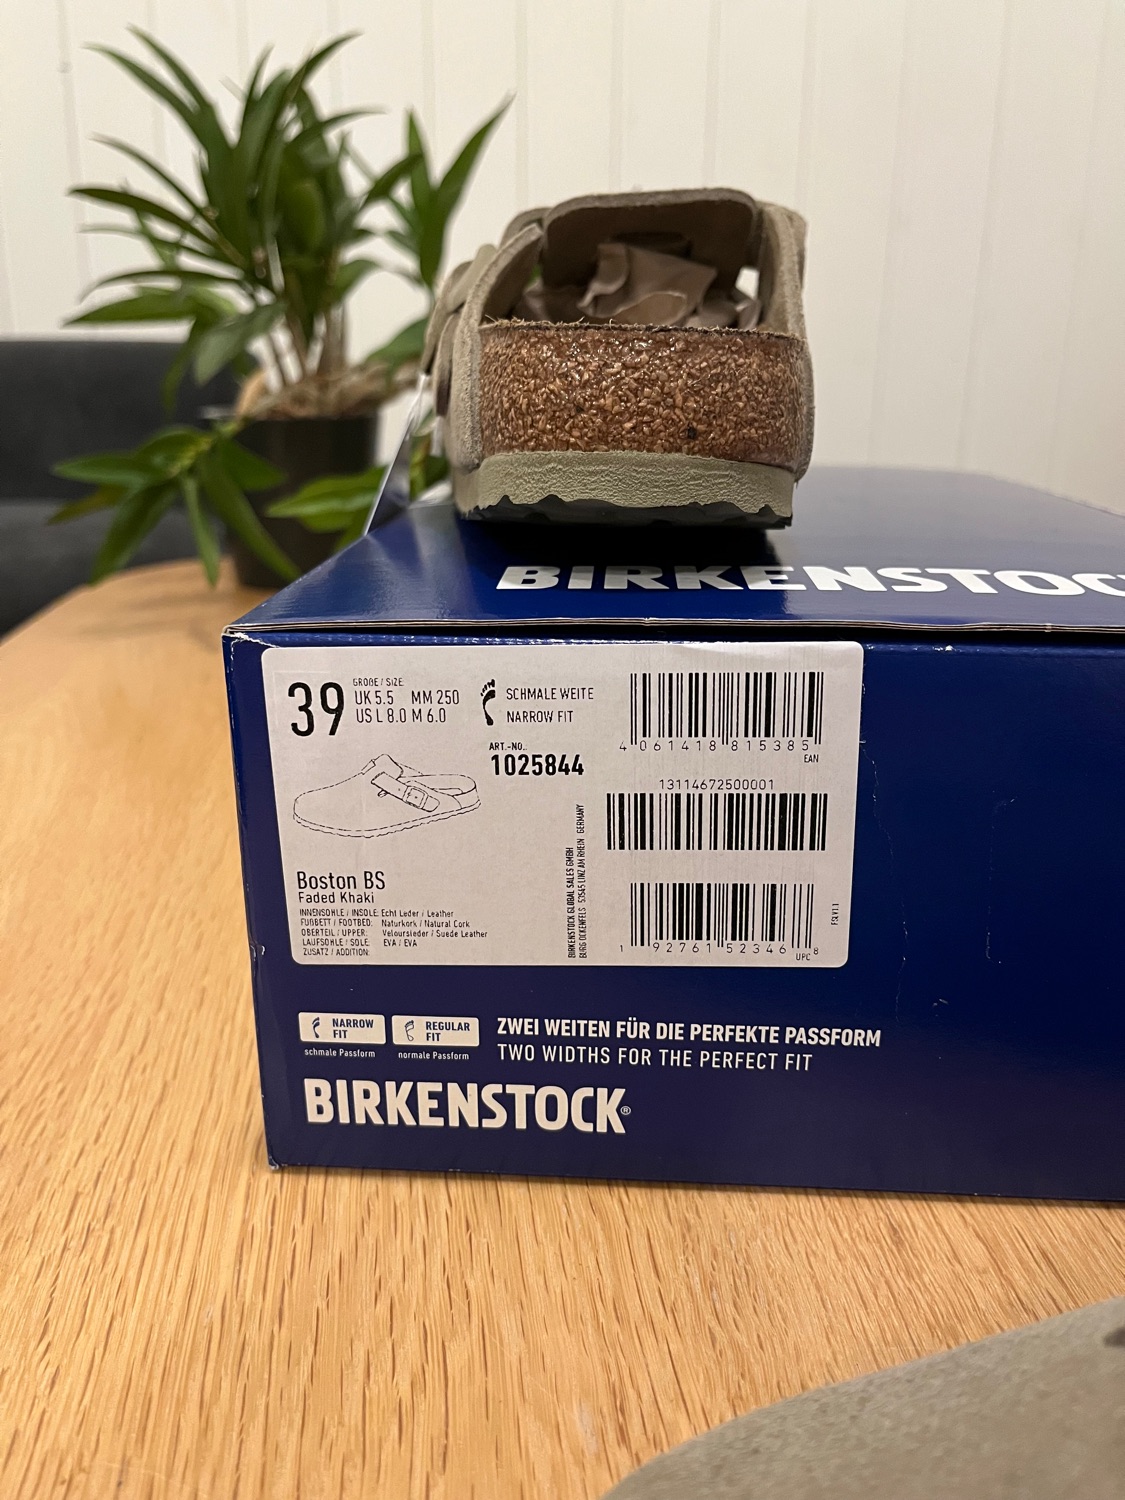 BIRKENSTOC
39
GRÖßE / SIZE:
UK 5.5 MM 250
US L 8.0 M 6.0
SCHMALE WEITE
NARROW FIT
ART.-NO.:
1025844
4 061418 815385
EAN
13114672500001
BIRKENSTOCK GLOBAL SALES GMBH
BURG OCKENFELS 53545 LINZ AM RHEIN GERMANY
Boston BS
Faded Khaki
INNENSOHLE / INSOLE: Echt Leder / Leather
FUßBETT / FOOTBED: Naturkork / Natural Cork
OBERTEIL / UPPER: Veloursleder / Suede Leather
LAUFSOHLE / SOLE: EVA / EVA
ZUSATZ / ADDITION:
1 92761 52346 8
UPC
NARROW
FIT
schmale Passform
REGULAR
FIT
normale Passform
ZWEI WEITEN FÜR DIE PERFEKTE PASSFORM
TWO WIDTHS FOR THE PERFECT FIT
BIRKENSTOCK®